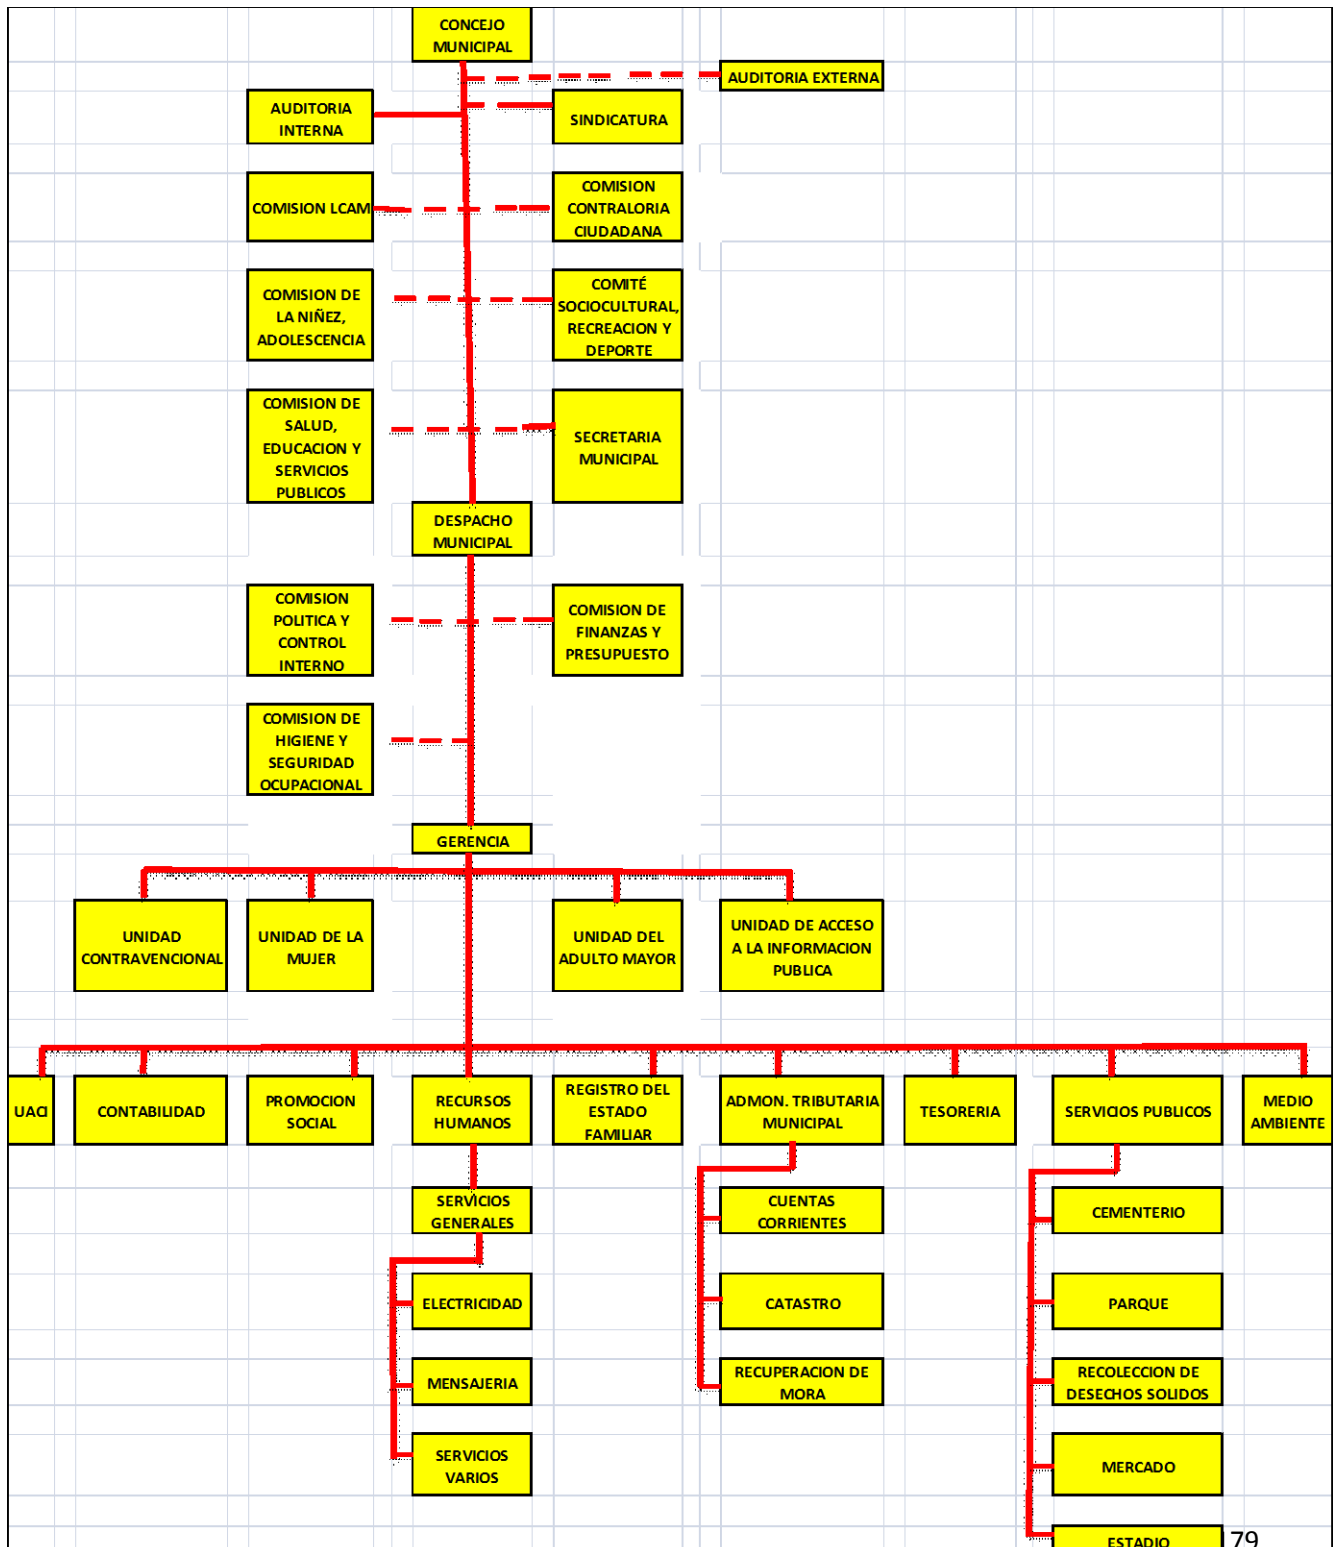 CONCEJO
MUNICIPAL
AUDITORIA EXTERNA
AUDITORIA
INTERNA
SINDICATURA
COMISION LCAM
COMISION
CONTRALORIA
CIUDADANA
COMISION DE
LA NIÑEZ,
ADOLESCENCIA
COMITÉ
SOCIOCULTURAL,
RECREACION Y
DEPORTE
COMISION DE
SALUD,
EDUCACION Y
SERVICIOS
PUBLICOS
SECRETARIA
MUNICIPAL
DESPACHO
MUNICIPAL
COMISION
POLITICA Y
CONTROL
INTERNO
COMISION DE
FINANZAS Y
PRESUPUESTO
COMISION DE
HIGIENE Y
SEGURIDAD
OCUPACIONAL
GERENCIA
UNIDAD
CONTRAVENCIONAL
UNIDAD DE LA
MUJER
UNIDAD DEL
ADULTO MAYOR
UNIDAD DE ACCESO
A LA INFORMACION
PUBLICA
UACI
CONTABILIDAD
PROMOCION
SOCIAL
RECURSOS
HUMANOS
REGISTRO DEL
ESTADO
FAMILIAR
ADMON. TRIBUTARIA
MUNICIPAL
TESORERIA
SERVICIOS PUBLICOS
MEDIO
AMBIENTE
SERVICIOS
GENERALES
CUENTAS
CORRIENTES
CEMENTERIO
ELECTRICIDAD
CATASTRO
PARQUE
MENSAJERIA
RECUPERACION DE
MORA
RECOLECCION DE
DESECHOS SOLIDOS
SERVICIOS
VARIOS
MERCADO
ESTADIO
79